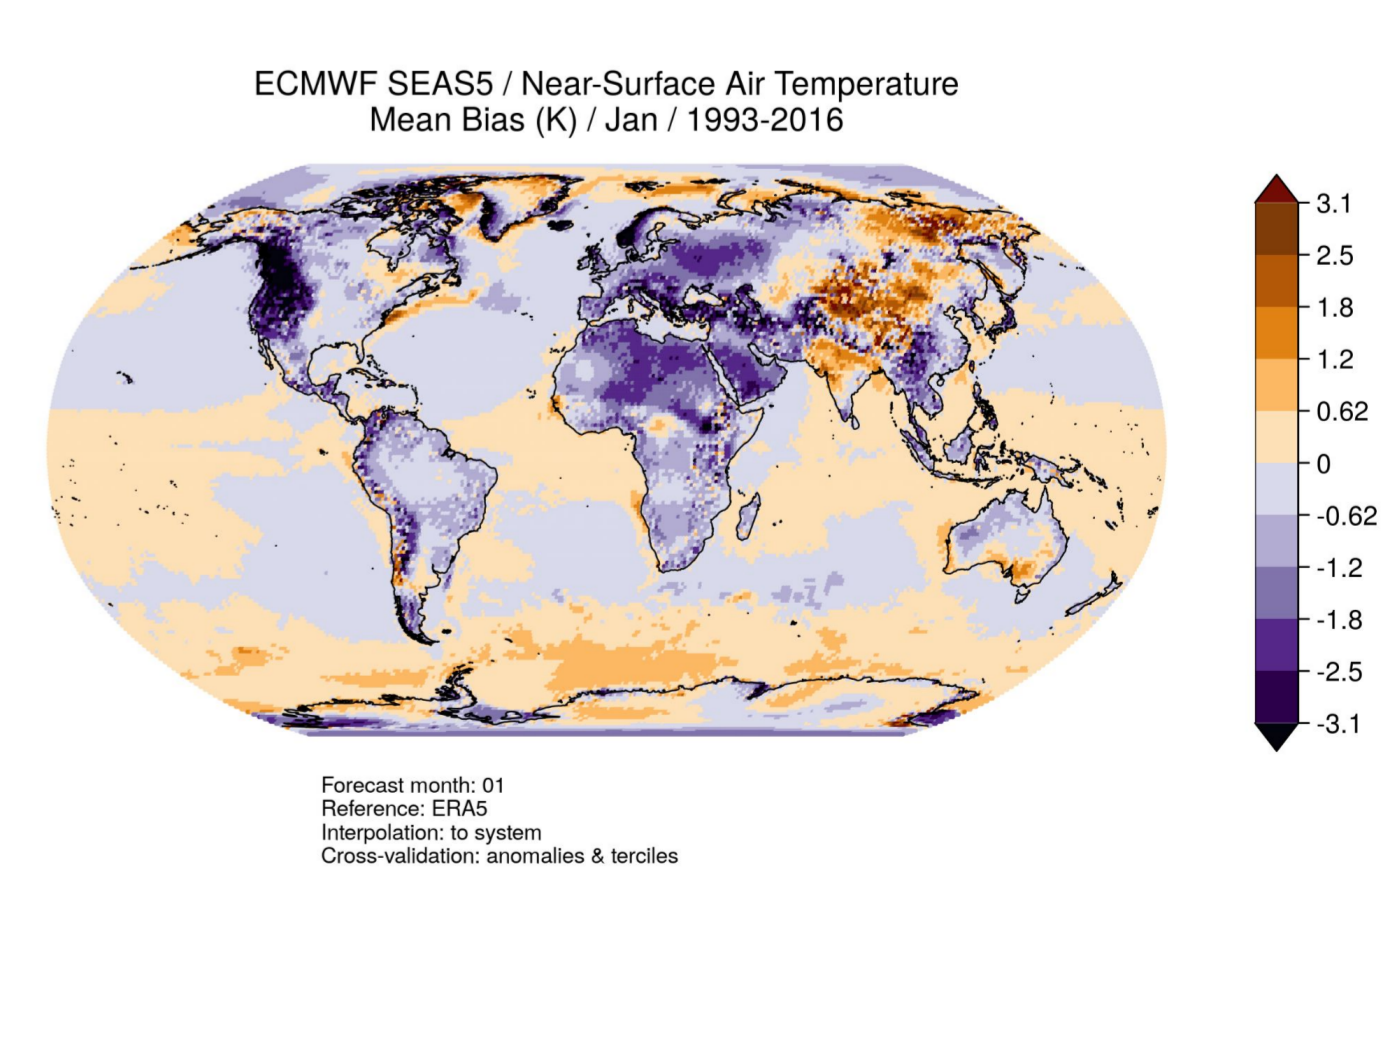 ECMWF SEAS5 / Near-Surface Air Temperature
Mean Bias (K) / Jan / 1993-2016
3.1
2.5
1.8
1.2
0.62
0
-0.62
-1.2
-1.8
-2.5
-3.1
Forecast month: 01
Reference: ERA5
Interpolation: to system
Cross-validation: anomalies & terciles